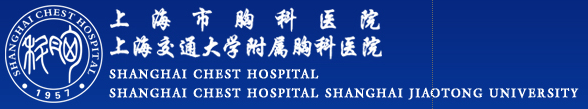 SHANGHAI CHEST HOSPITAL
·1957·
上海市胸科医院
上海交通大学附属胸科医院
SHANGHAI CHEST HOSPITAL
SHANGHAI CHEST HOSPITAL SHANGHAI JIAOTONG UNIVERSITY